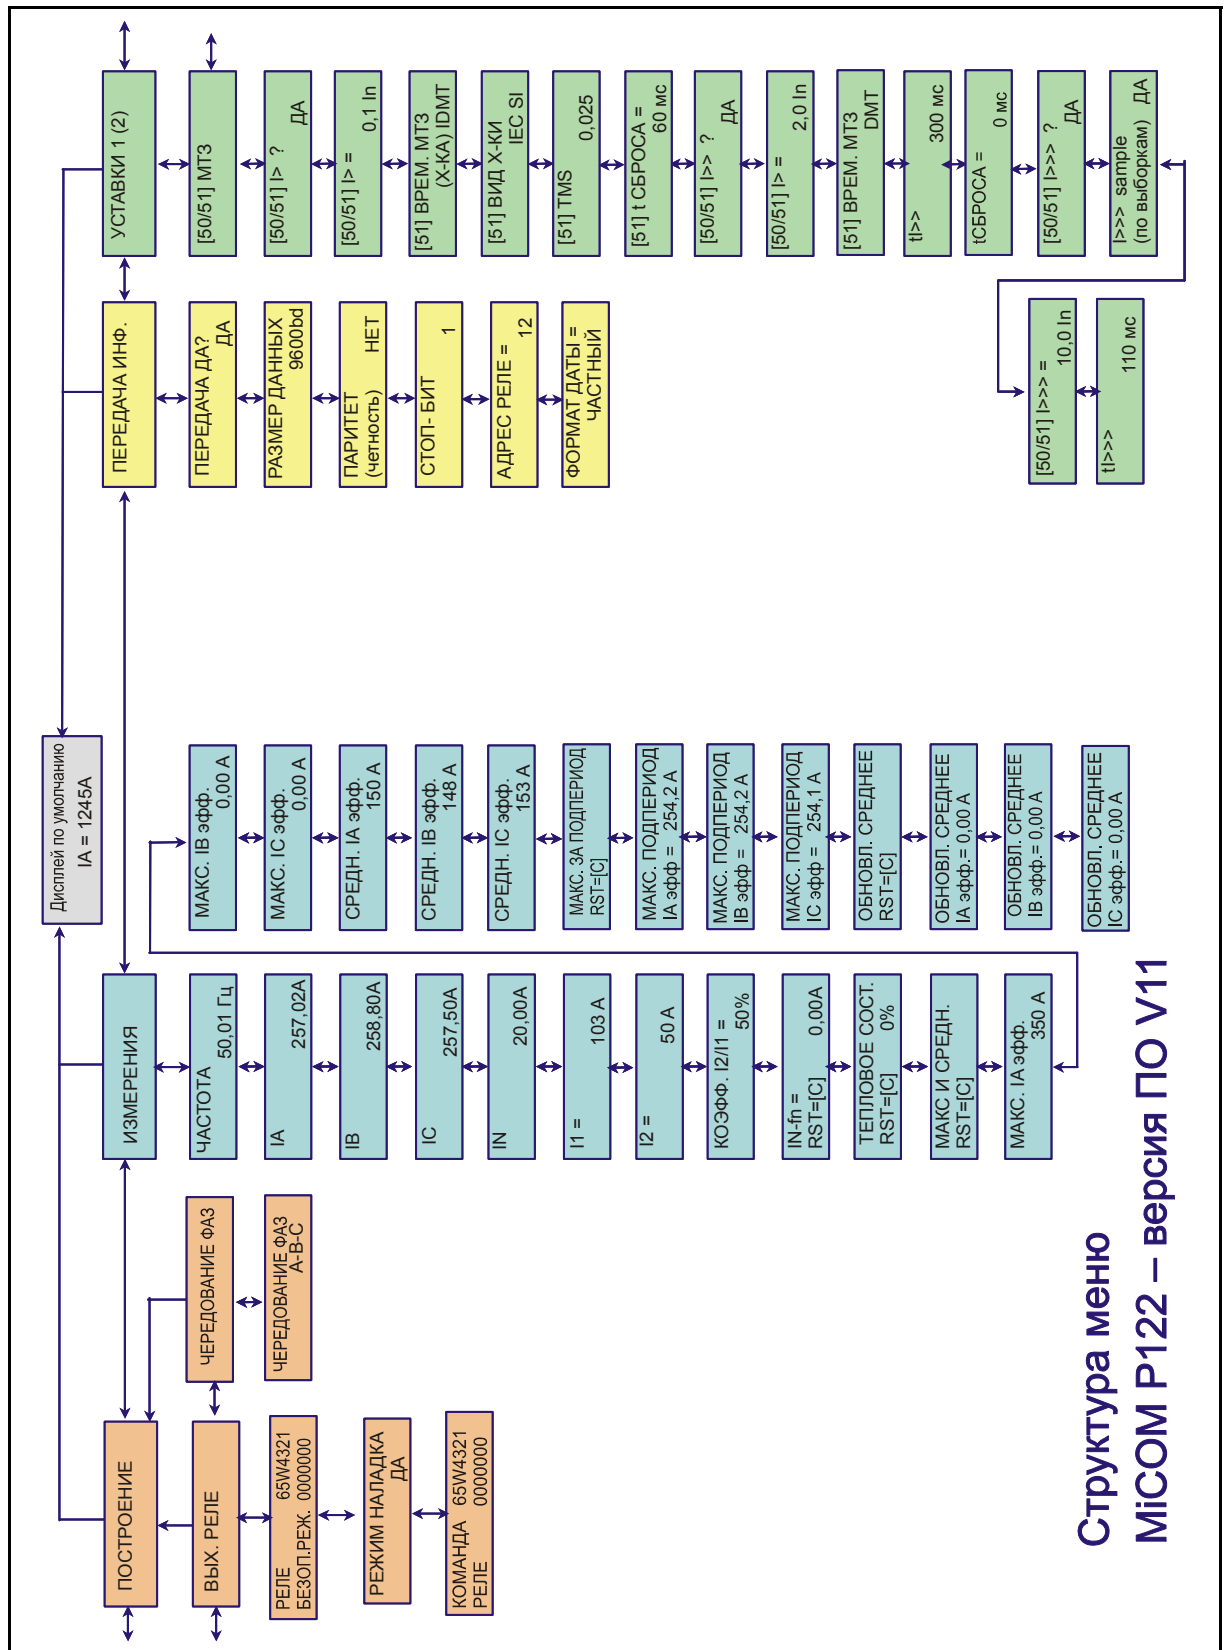 Дисплей по умолчанию
IA = 1245А
ПОСТРОЕНИЕ
ВЫХ. РЕЛЕ
РЕЛЕ 65W4321
БЕЗОП.РЕЖ. 0000000
РЕЖИМ НАЛАДКА
ДА
КОМАНДА 65W4321
РЕЛЕ 0000000
ЧЕРЕДОВАНИЕ ФАЗ
ЧЕРЕДОВАНИЕ ФАЗ
А-В-С
ИЗМЕРЕНИЯ
ЧАСТОТА
50,01 Гц
IA
257,02А
IB
258,80А
IC
257,50А
IN
20,00А
I1 =
103 А
I2 =
50 А
КОЭФФ. I2/I1 =
50%
IN-fn =
RST=[C] 0,00А
ТЕПЛОВОЕ СОСТ.
RST=[C] 0%
МАКС И СРЕДН.
RST=[C]
МАКС. IA эфф.
350 А
МАКС. IB эфф.
0,00 А
МАКС. IC эфф.
0,00 А
СРЕДН. IA эфф.
150 А
СРЕДН. IB эфф.
148 А
СРЕДН. IC эфф.
153 А
МАКС. ЗА ПОДПЕРИОД
RST=[C]
МАКС. ПОДПЕРИОД
IA эфф = 254,2 А
МАКС. ПОДПЕРИОД
IB эфф = 254,2 А
МАКС. ПОДПЕРИОД
IC эфф = 254,1 А
ОБНОВЛ. СРЕДНЕЕ
RST=[C]
ОБНОВЛ. СРЕДНЕЕ
IA эфф.= 0,00 А
ОБНОВЛ. СРЕДНЕЕ
IB эфф.= 0,00 А
ОБНОВЛ. СРЕДНЕЕ
IC эфф.= 0,00 А
ПЕРЕДАЧА ИНФ.
ПЕРЕДАЧА ДА?
ДА
РАЗМЕР ДАННЫХ
9600bd
ПАРИТЕТ
(четность) НЕТ
СТОП- БИТ
1
АДРЕС РЕЛЕ =
12
ФОРМАТ ДАТЫ =
ЧАСТНЫЙ
УСТАВКИ 1 (2)
[50/51] МТЗ
[50/51] I> ?
ДА
[50/51] I> =
0,1 In
[51] ВРЕМ. МТЗ
(Х-КА) IDMT
[51] ВИД Х-КИ
IEC SI
[51] TMS
0,025
[51] t СБРОСА =
60 мс
[50/51] I>> ?
ДА
[50/51] I> =
2,0 In
[51] ВРЕМ. МТЗ
DMT
tI>>
300 мс
tСБРОСА =
0 мс
[50/51] I>>> ?
ДА
I>>> sample
(по выборкам) ДА
[50/51] I>>> =
10,0 In
tI>>>
110 мс
Структура меню
MiCOM P122 – версия ПО V11